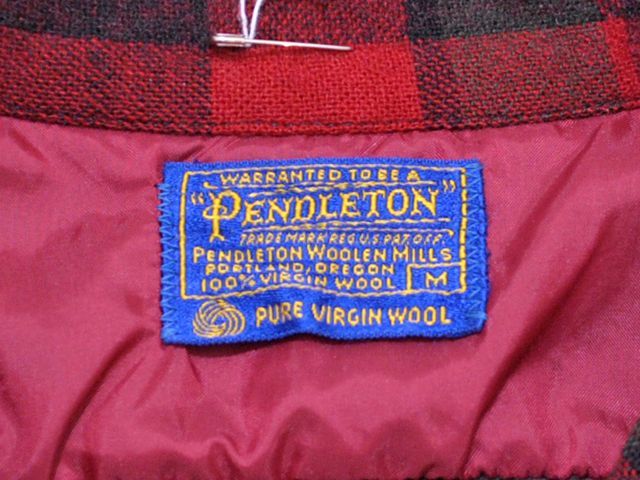 WARRANTED TO BE A
"PENDLETON"
TRADE MARK REG U.S. PAT. OFF.
PENDLETON WOOLEN MILLS
PORTLAND, OREGON
100% VIRGIN WOOL M
PURE VIRGIN WOOL